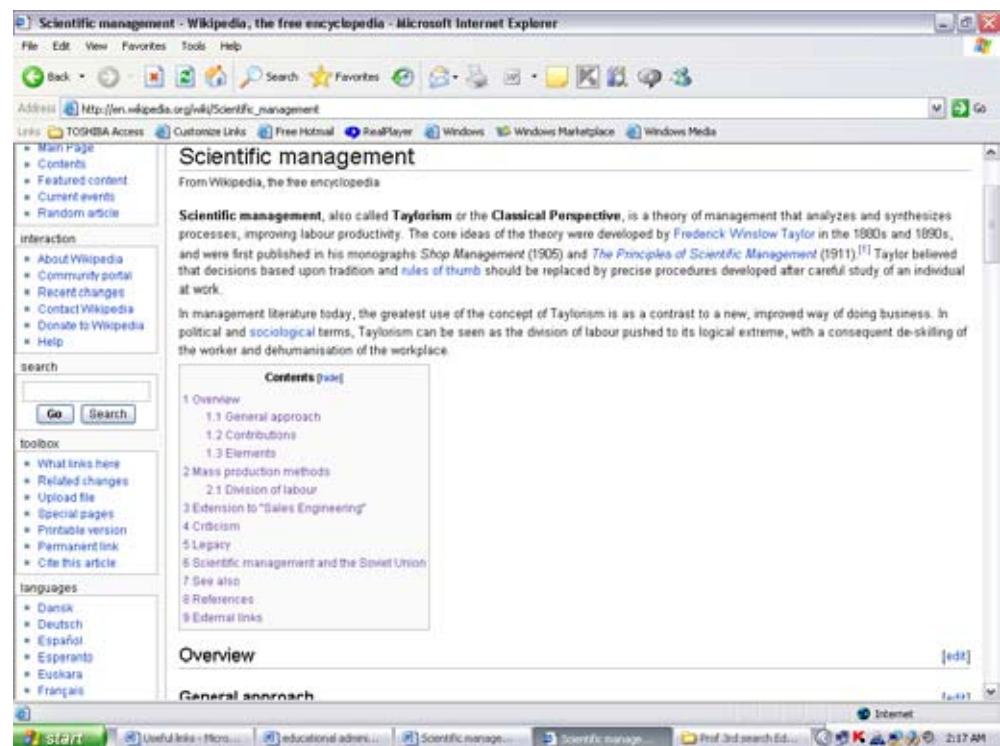 Scientific management - Wikipedia, the free encyclopedia - Microsoft Internet Explorer
File Edit View Favorites Tools Help
Back Search Favorites
Address http://en.wikipedia.org/wiki/Scientific_management Go
Links TOSHIBA Access Customize Links Free Hotmail RealPlayer Windows Windows Marketplace Windows Media
Main Page
Contents
Featured content
Current events
Random article
interaction
About Wikipedia
Community portal
Recent changes
Contact Wikipedia
Donate to Wikipedia
Help
search
Go Search
toolbox
What links here
Related changes
Upload file
Special pages
Printable version
Permanent link
Cite this article
languages
Dansk
Deutsch
Español
Esperanto
Euskara
Français
Scientific management
From Wikipedia, the free encyclopedia
Scientific management, also called Taylorism or the Classical Perspective, is a theory of management that analyzes and synthesizes
processes, improving labour productivity. The core ideas of the theory were developed by Frederick Winslow Taylor in the 1880s and 1890s,
and were first published in his monographs Shop Management (1905) and The Principles of Scientific Management (1911).[1] Taylor believed
that decisions based upon tradition and rules of thumb should be replaced by precise procedures developed after careful study of an individual
at work.
In management literature today, the greatest use of the concept of Taylorism is as a contrast to a new, improved way of doing business. In
political and sociological terms, Taylorism can be seen as the division of labour pushed to its logical extreme, with a consequent de-skilling of
the worker and dehumanisation of the workplace.
Contents [hide]
1 Overview
1.1 General approach
1.2 Contributions
1.3 Elements
2 Mass production methods
2.1 Division of labour
3 Extension to "Sales Engineering"
4 Criticism
5 Legacy
6 Scientific management and the Soviet Union
7 See also
8 References
9 External links
Overview [edit]
General approach [edit]
Internet
start Useful links - Micro... educational admini... Scientific manage... Scientific manage... Prof 3rd search Ed... 2:17 AM